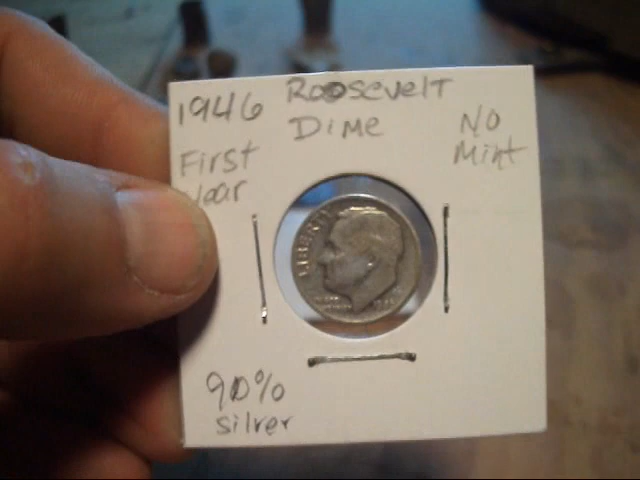 1946 Roosevelt
Dime
No
Mint
First
Year
LIBERTY
90%
silver